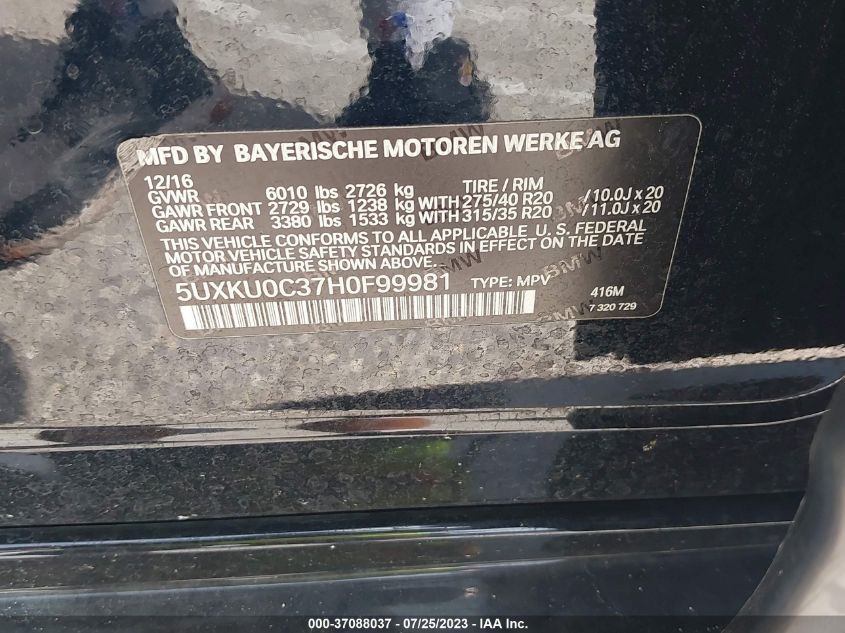 MFD BY BAYERISCHE MOTOREN WERKE AG
12/16 TIRE / RIM
GVWR 6010 lbs 2726 kg
GAWR FRONT 2729 lbs 1238 kg WITH 275/40 R20 /10.0J x 20
GAWR REAR 3380 lbs 1533 kg WITH 315/35 R20 /11.0J x 20
THIS VEHICLE CONFORMS TO ALL APPLICABLE U.S. FEDERAL
MOTOR VEHICLE SAFETY STANDARDS IN EFFECT ON THE DATE
OF MANUFACTURE SHOWN ABOVE.
5UXKU0C37H0F99981 TYPE: MPV 416M
7 320 729
000-37088037 / 07/25/2023 - IAA Inc.